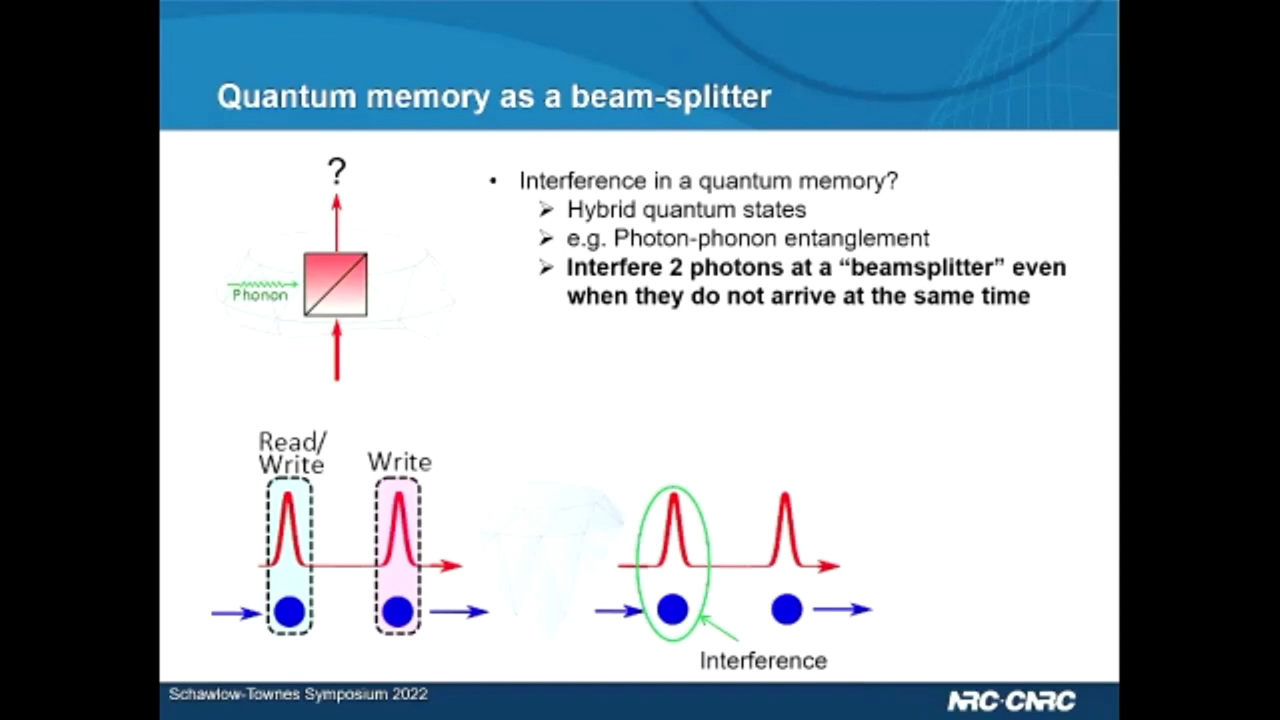 Quantum memory as a beam-splitter
?
Phonon
• Interference in a quantum memory?
➢ Hybrid quantum states
➢ e.g. Photon-phonon entanglement
➢ Interfere 2 photons at a “beamsplitter” even
when they do not arrive at the same time
Read/
Write
Write
Interference
Schawlow-Townes Symposium 2022
NRC·CNRC